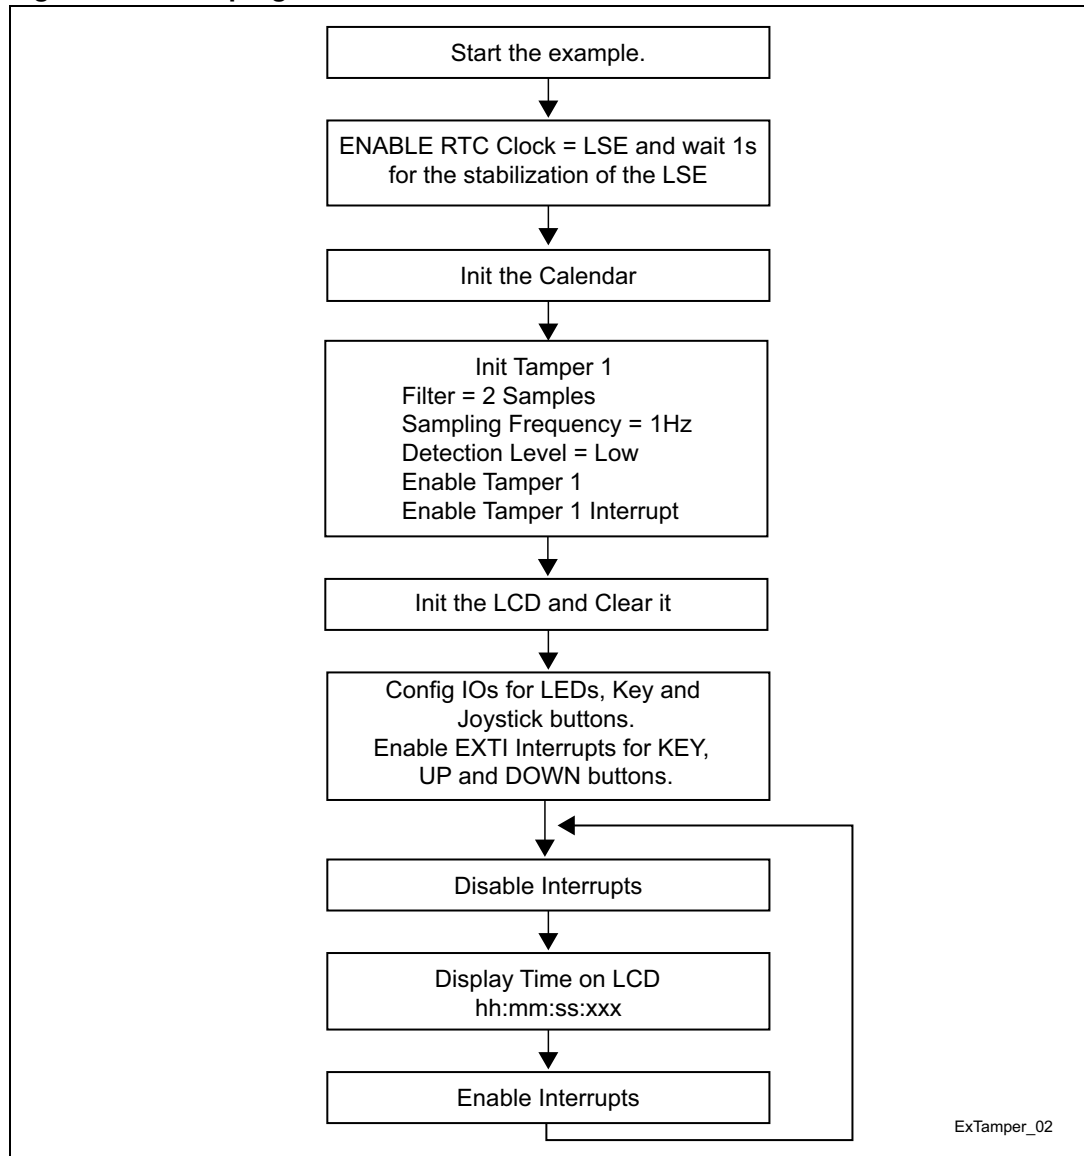 Start the example.
ENABLE RTC Clock = LSE and wait 1s
for the stabilization of the LSE
Init the Calendar
Init Tamper 1
Filter = 2 Samples
Sampling Frequency = 1Hz
Detection Level = Low
Enable Tamper 1
Enable Tamper 1 Interrupt
Init the LCD and Clear it
Config IOs for LEDs, Key and
Joystick buttons.
Enable EXTI Interrupts for KEY,
UP and DOWN buttons.
Disable Interrupts
Display Time on LCD
hh:mm:ss:xxx
Enable Interrupts
ExTamper_02